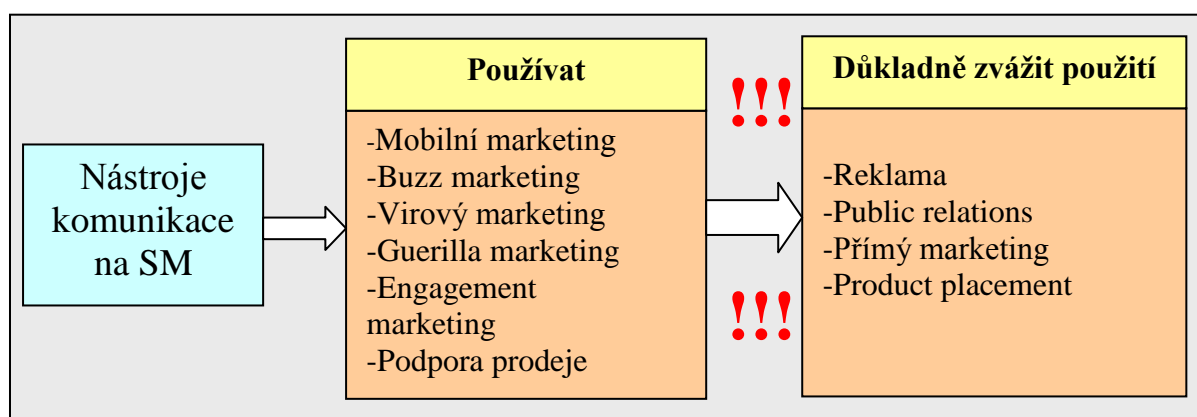 Nástroje
komunikace
na SM
Používat
-Mobilní marketing
-Buzz marketing
-Virový marketing
-Guerilla marketing
-Engagement
marketing
-Podpora prodeje
!!!
!!!
Důkladně zvážit použití
-Reklama
-Public relations
-Přímý marketing
-Product placement